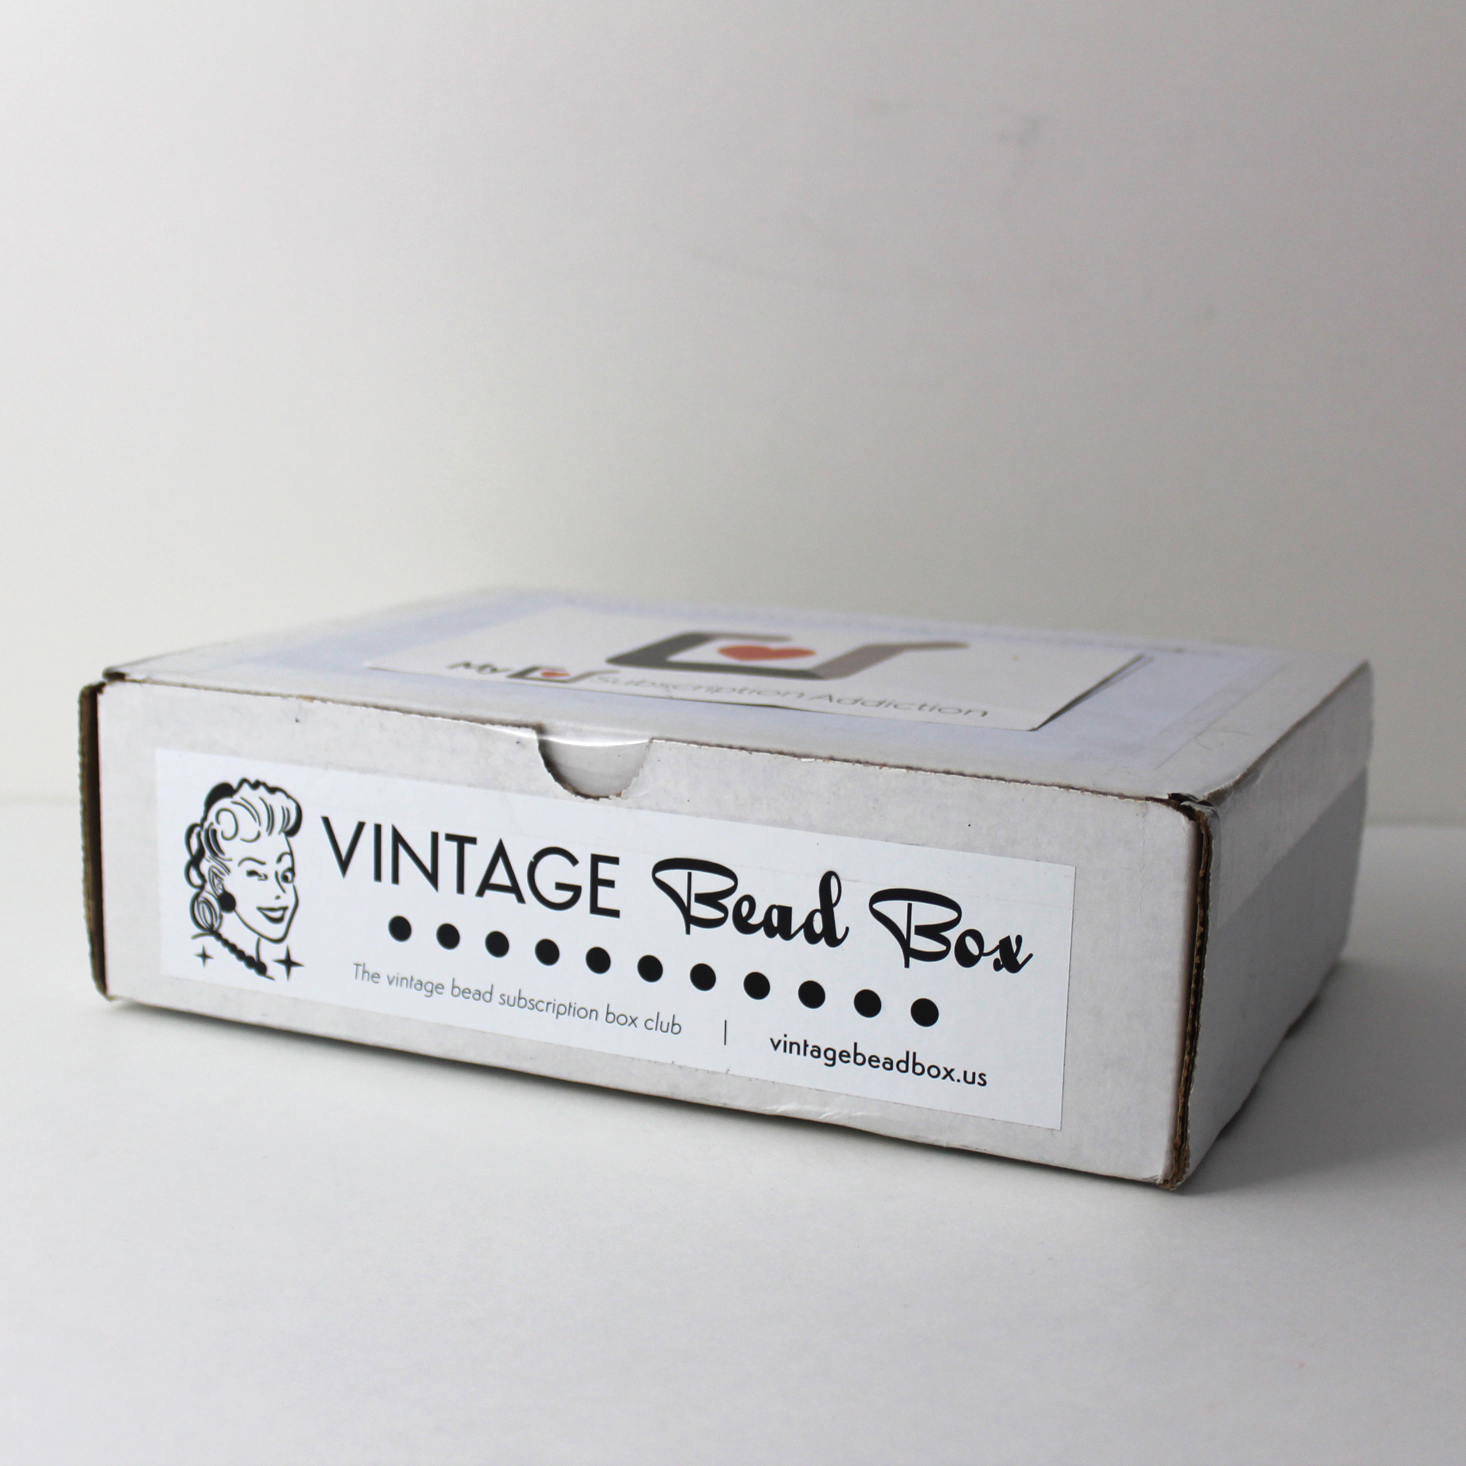 My Subscription Addiction
VINTAGE Bead Box
The vintage bead subscription box club | vintagebeadbox.us